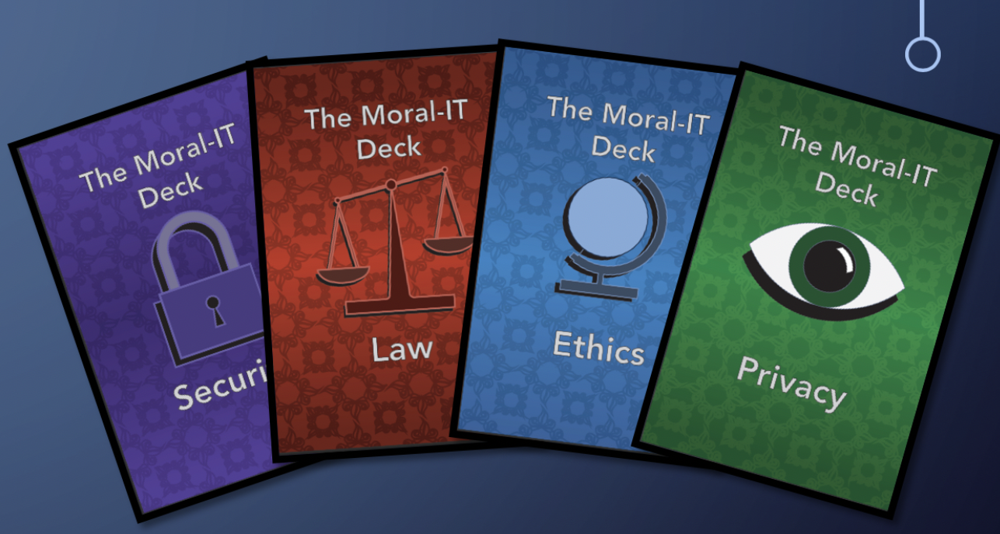 The Moral-IT
Deck
Securi
The Moral-IT
Deck
Law
The Moral-IT
Deck
Ethics
The Moral-IT
Deck
Privacy